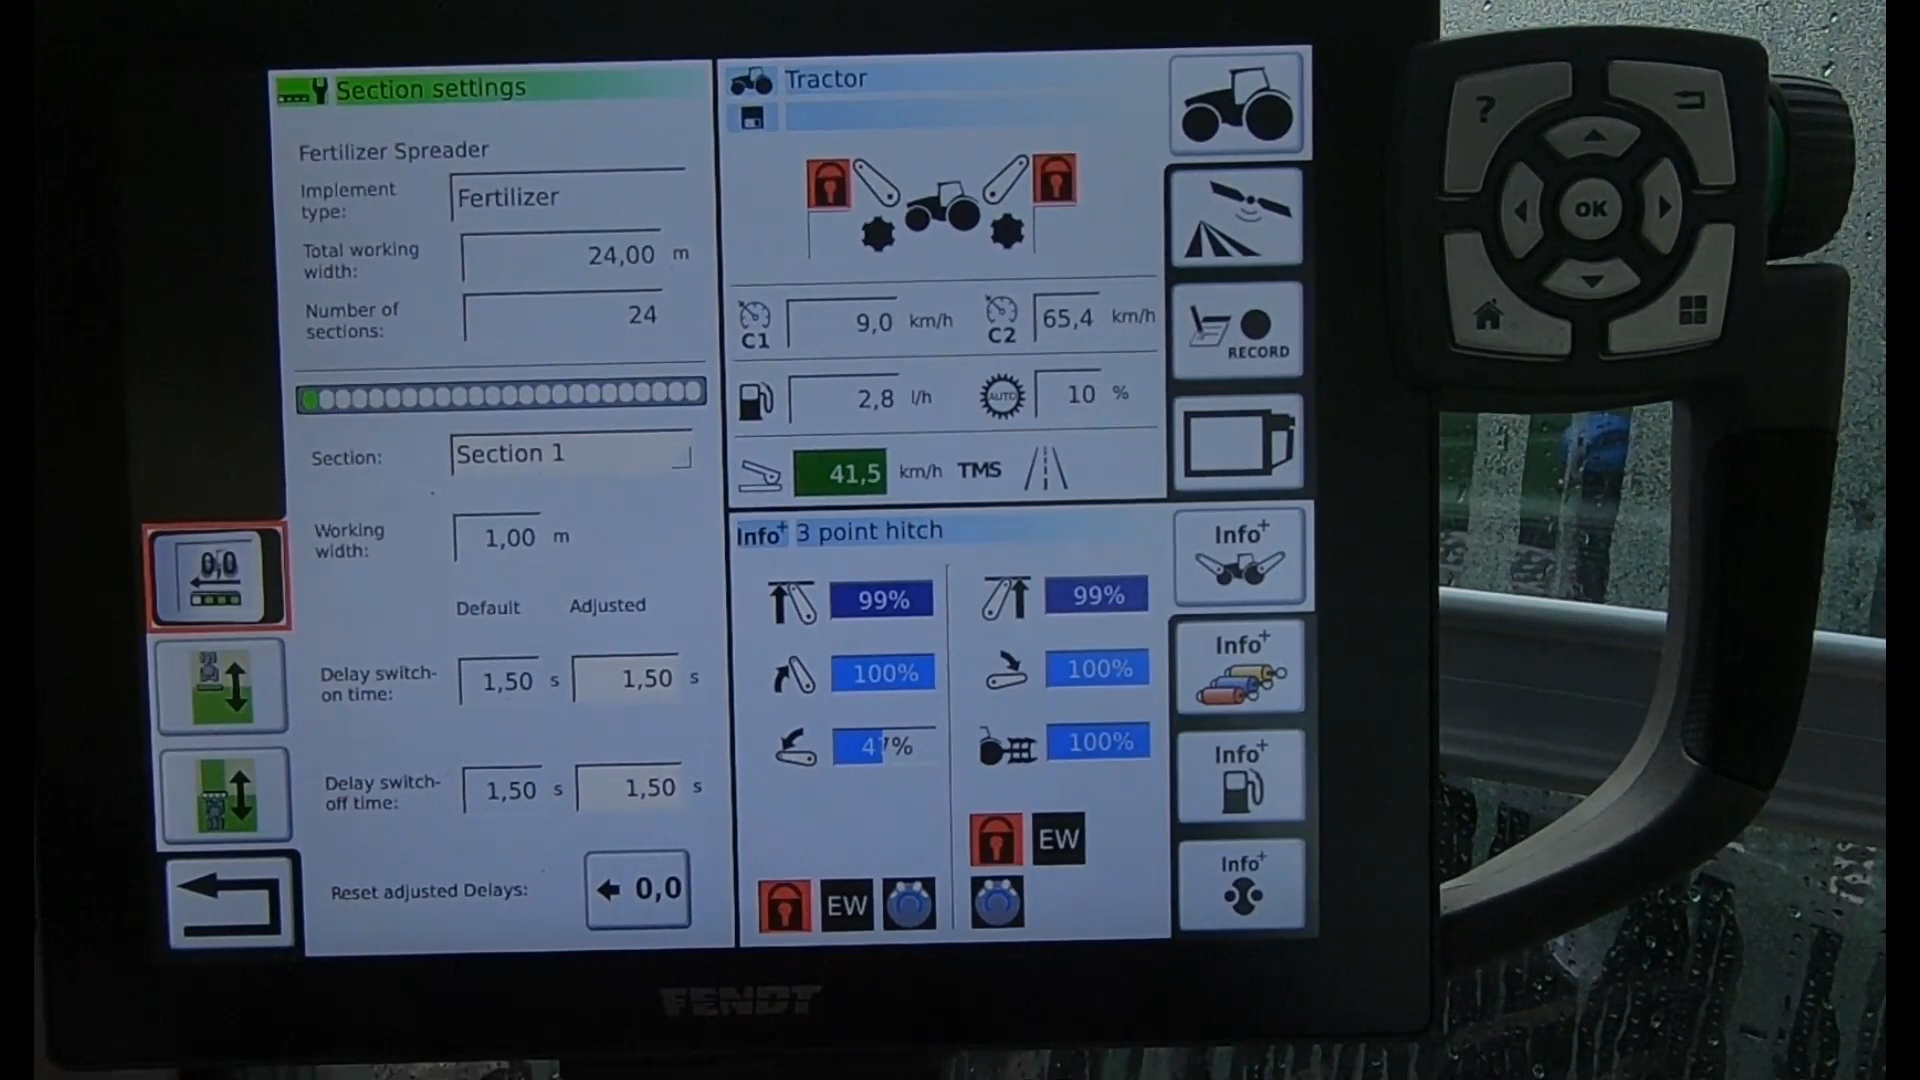 Section settings
Fertilizer Spreader
Implement
type:
Fertilizer
Total working
width:
24,00 m
Number of
sections:
24
Section:
Section 1
Working
width:
1,00 m
Default Adjusted
Delay switch-
on time:
1,50 s 1,50 s
Delay switch-
off time:
1,50 s 1,50 s
Reset adjusted Delays:
0,0
0,0
Tractor
C1 9,0 km/h C2 65,4 km/h
2,8 l/h AUTO 10 %
41,5 km/h TMS
Info+ 3 point hitch
99% 99%
100% 100%
47% 100%
EW
EW
RECORD
Info+
Info+
Info+
Info+
?
OK
FENDT